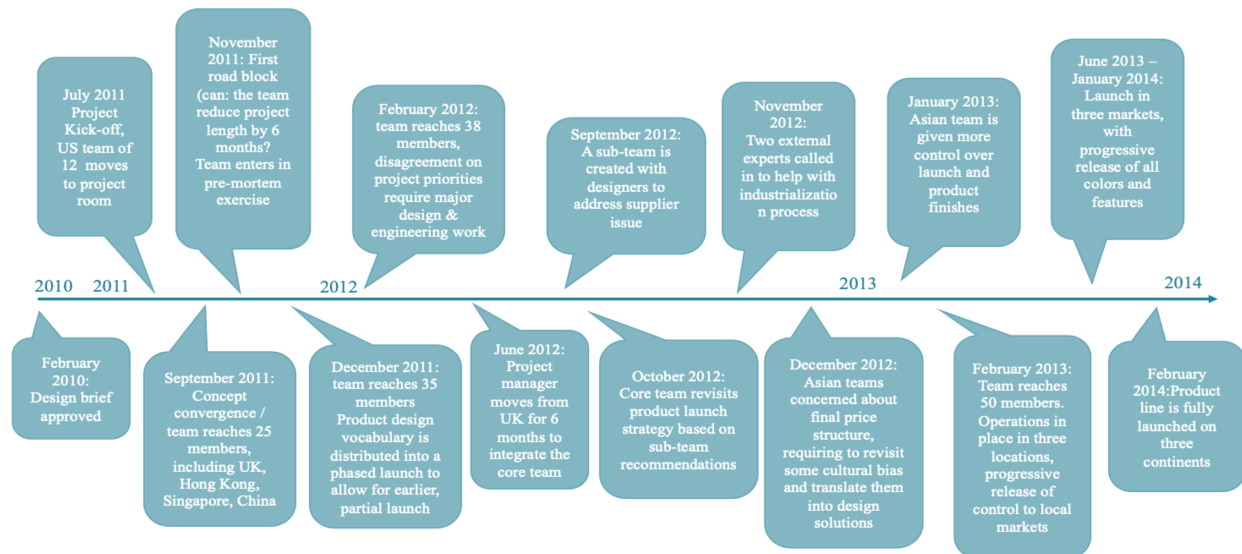 July 2011
Project
Kick-off,
US team of
12 moves
to project
room
November
2011: First
road block
(can: the team
reduce project
length by 6
months?
Team enters in
pre-mortem
exercise
February 2012:
team reaches 38
members,
disagreement on
project priorities
require major
design &
engineering work
September 2012:
A sub-team is
created with
designers to
address supplier
issue
November
2012:
Two external
experts called
in to help with
industrializatio
n process
January 2013:
Asian team is
given more
control over
launch and
product
finishes
June 2013 –
January 2014:
Launch in
three markets,
with
progressive
release of all
colors and
features
2010
2011
2012
2013
2014
February
2010:
Design brief
approved
September 2011:
Concept
convergence /
team reaches 25
members,
including UK,
Hong Kong,
Singapore, China
December 2011:
team reaches 35
members
Product design
vocabulary is
distributed into a
phased launch to
allow for earlier,
partial launch
June 2012:
Project
manager
moves from
UK for 6
months to
integrate the
core team
October 2012:
Core team revisits
product launch
strategy based on
sub-team
recommendations
December 2012:
Asian teams
concerned about
final price
structure,
requiring to revisit
some cultural bias
and translate them
into design
solutions
February 2013:
Team reaches
50 members.
Operations in
place in three
locations,
progressive
release of
control to local
markets
February
2014:Product
line is fully
launched on
three
continents